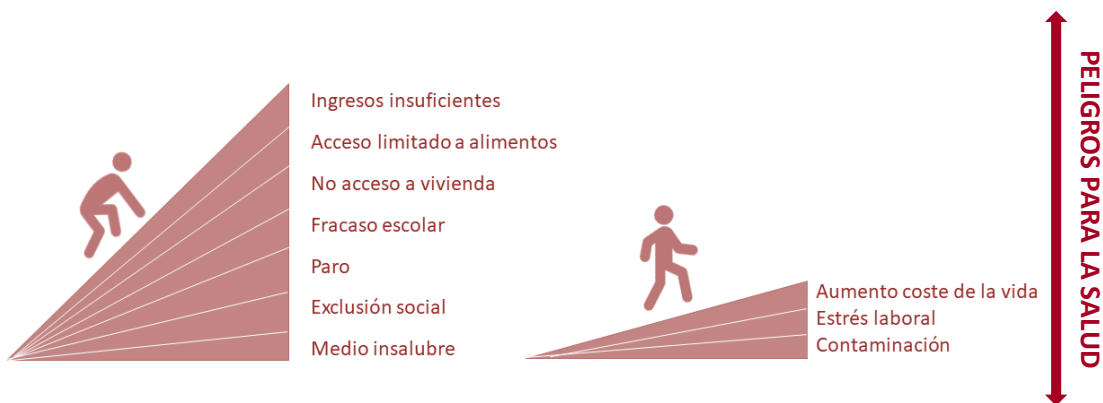 Ingresos insuficientes
Acceso limitado a alimentos
No acceso a vivienda
Fracaso escolar
Paro
Exclusión social
Medio insalubre
Aumento coste de la vida
Estrés laboral
Contaminación
PELIGROS PARA LA SALUD